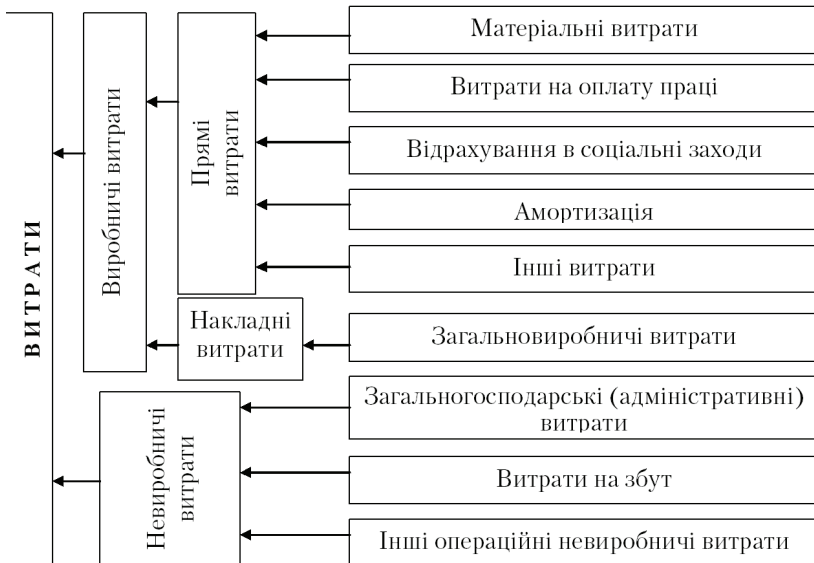 ВИТРАТИ
Виробничі витрати
Прямі
витрати
Матеріальні витрати
Витрати на оплату праці
Відрахування в соціальні заходи
Амортизація
Інші витрати
Накладні
витрати
Загальновиробничі витрати
Невиробничі
витрати
Загальногосподарські (адміністративні)
витрати
Витрати на збут
Інші операційні невиробничі витрати